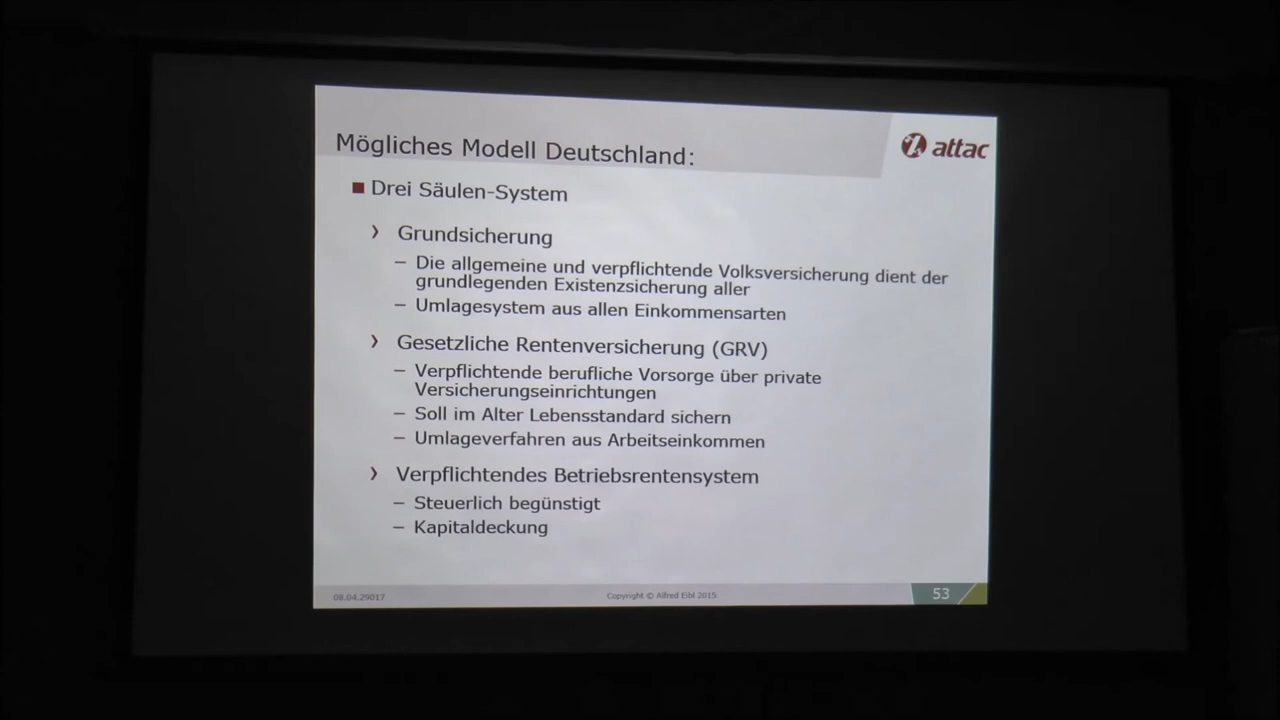 Mögliches Modell Deutschland:
attac
Drei Säulen-System
Grundsicherung
– Die allgemeine und verpflichtende Volksversicherung dient der
grundlegenden Existenzsicherung aller
– Umlagesystem aus allen Einkommensarten
Gesetzliche Rentenversicherung (GRV)
– Verpflichtende berufliche Vorsorge über private
Versicherungseinrichtungen
– Soll im Alter Lebensstandard sichern
– Umlageverfahren aus Arbeitseinkommen
Verpflichtendes Betriebsrentensystem
– Steuerlich begünstigt
– Kapitaldeckung
08.04.29017
Copyright © Alfred Eibl 2015
53